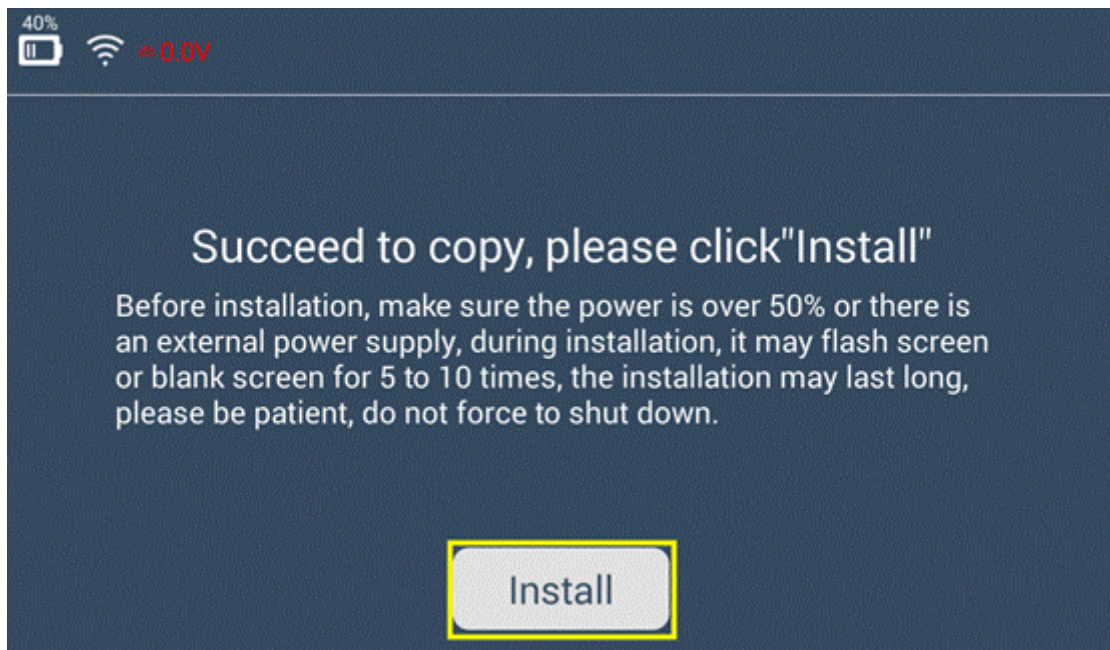 40%
0.0V
Succeed to copy, please click"Install"
Before installation, make sure the power is over 50% or there is
an external power supply, during installation, it may flash screen
or blank screen for 5 to 10 times, the installation may last long,
please be patient, do not force to shut down.
Install